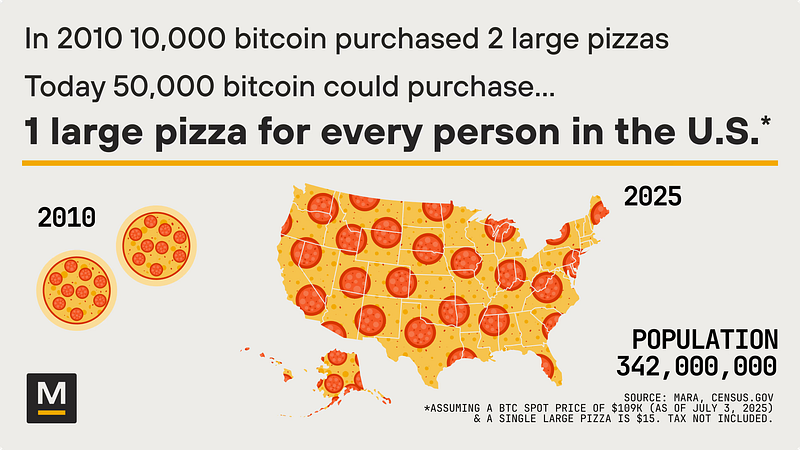 In 2010 10,000 bitcoin purchased 2 large pizzas
Today 50,000 bitcoin could purchase...
1 large pizza for every person in the U.S.*
2010
2025
POPULATION
342,000,000
M
SOURCE: MARA, CENSUS.GOV
*ASSUMING A BTC SPOT PRICE OF $109K (AS OF JULY 3, 2025)
& A SINGLE LARGE PIZZA IS $15. TAX NOT INCLUDED.